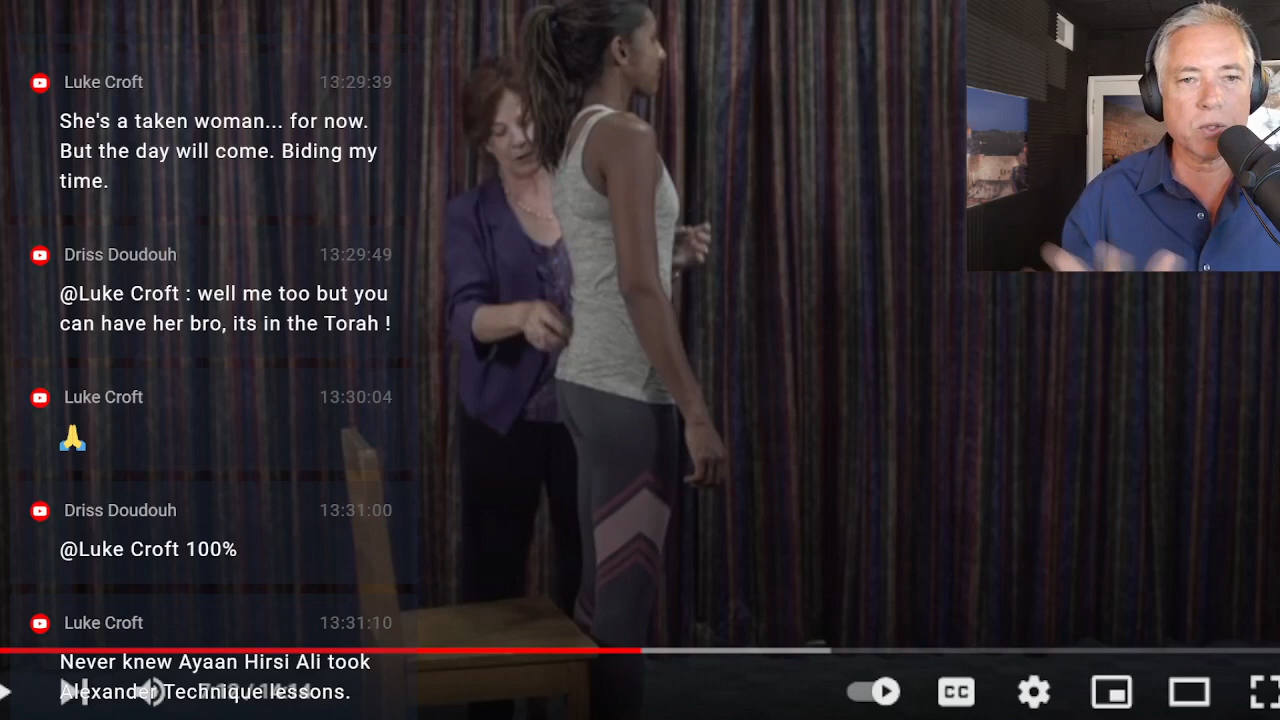 Luke Croft 13:29:39
She's a taken woman... for now.
But the day will come. Biding my
time.
Driss Doudouh 13:29:49
@Luke Croft : well me too but you
can have her bro, its in the Torah !
Luke Croft 13:30:04
🙏
Driss Doudouh 13:31:00
@Luke Croft 100%
Luke Croft 13:31:10
Never knew Ayaan Hirsi Ali took
Alexander Technique lessons.
CC